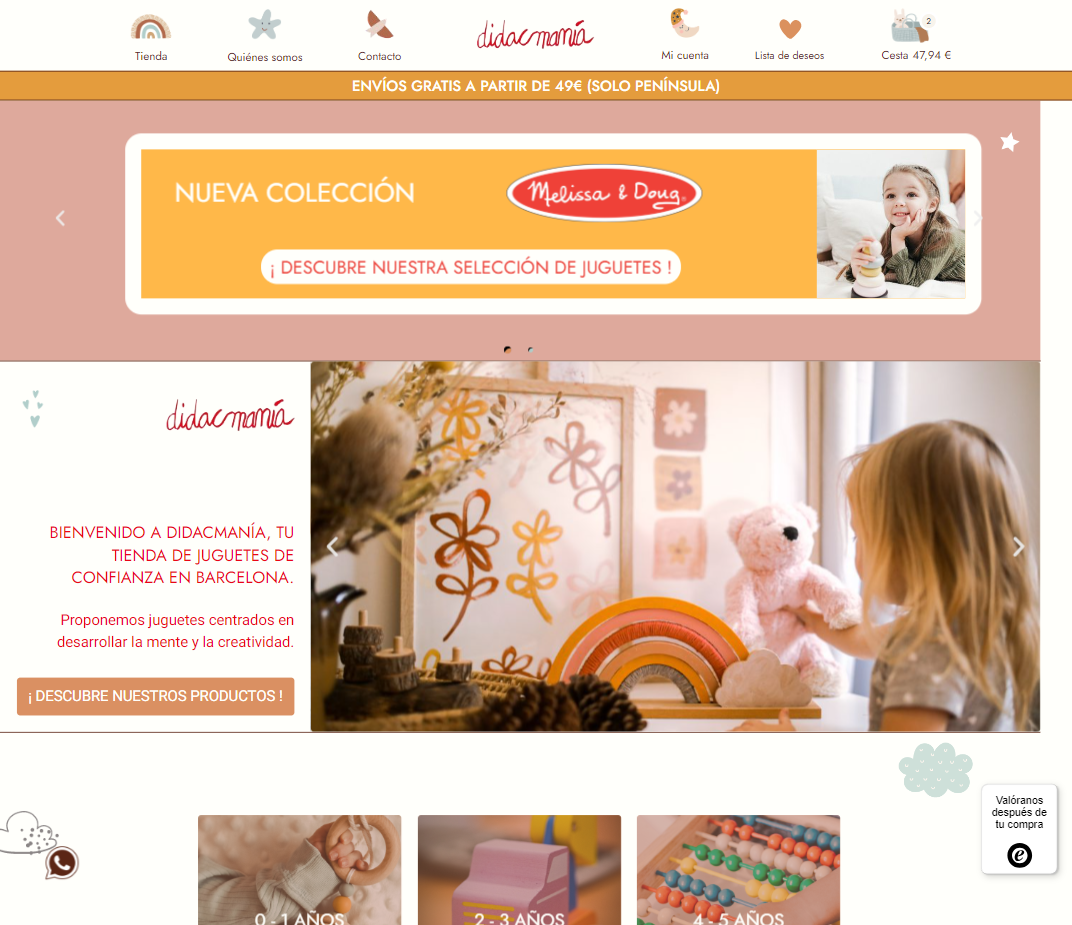 Tienda
Quiénes somos
Contacto
didacmanía
Mi cuenta
Lista de deseos
2
Cesta 47,94 €
ENVÍOS GRATIS A PARTIR DE 49€ (SOLO PENÍNSULA)
NUEVA COLECCIÓN
Melissa & Doug
¡ DESCUBRE NUESTRA SELECCIÓN DE JUGUETES !
didacmanía
BIENVENIDO A DIDACMANÍA, TU
TIENDA DE JUGUETES DE
CONFIANZA EN BARCELONA.
Proponemos juguetes centrados en
desarrollar la mente y la creatividad.
¡ DESCUBRE NUESTROS PRODUCTOS !
Valóranos
después de
tu compra
0 - 1 AÑOS
2 - 3 AÑOS
4 - 5 AÑOS